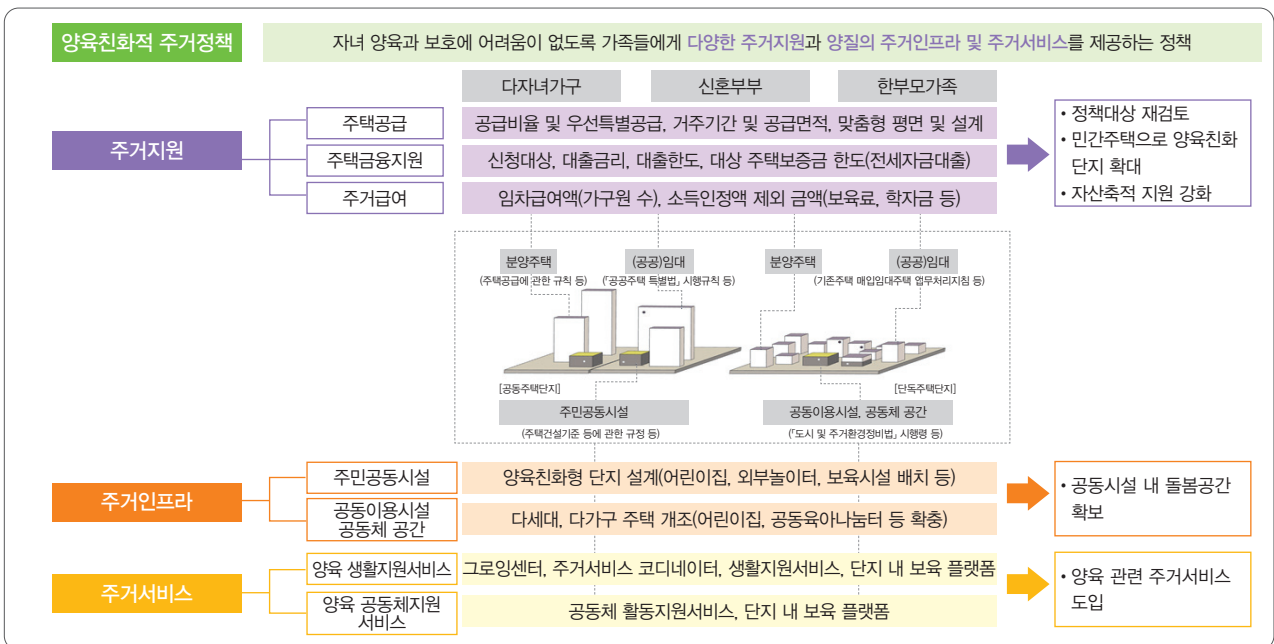 양육친화적 주거정책
자녀 양육과 보호에 어려움이 없도록 가족들에게 다양한 주거지원과 양질의 주거인프라 및 주거서비스를 제공하는 정책
다자녀가구
신혼부부
한부모가족
주거지원
주택공급
공급비율 및 우선특별공급, 거주기간 및 공급면적, 맞춤형 평면 및 설계
주택금융지원
신청대상, 대출금리, 대출한도, 대상 주택보증금 한도(전세자금대출)
주거급여
임차급여액(가구원 수), 소득인정액 제외 금액(보육료, 학자금 등)
• 정책대상 재검토
• 민간주택으로 양육친화
단지 확대
• 자산축적 지원 강화
분양주택
(주택공급에 관한 규칙 등)
(공공)임대
(「공공주택 특별법」 시행규칙 등)
분양주택
(공공)임대
(기존주택 매입임대주택 업무처리지침 등)
[공동주택단지]
[단독주택단지]
주민공동시설
(주택건설기준 등에 관한 규정 등)
공동이용시설, 공동체 공간
(「도시 및 주거환경정비법」 시행령 등)
주거인프라
주민공동시설
양육친화형 단지 설계(어린이집, 외부놀이터, 보육시설 배치 등)
공동이용시설
공동체 공간
다세대, 다가구 주택 개조(어린이집, 공동육아나눔터 등 확충)
• 공동시설 내 돌봄공간
확보
주거서비스
양육 생활지원서비스
그로잉센터, 주거서비스 코디네이터, 생활지원서비스, 단지 내 보육 플랫폼
양육 공동체지원
서비스
공동체 활동지원서비스, 단지 내 보육 플랫폼
• 양육 관련 주거서비스
도입